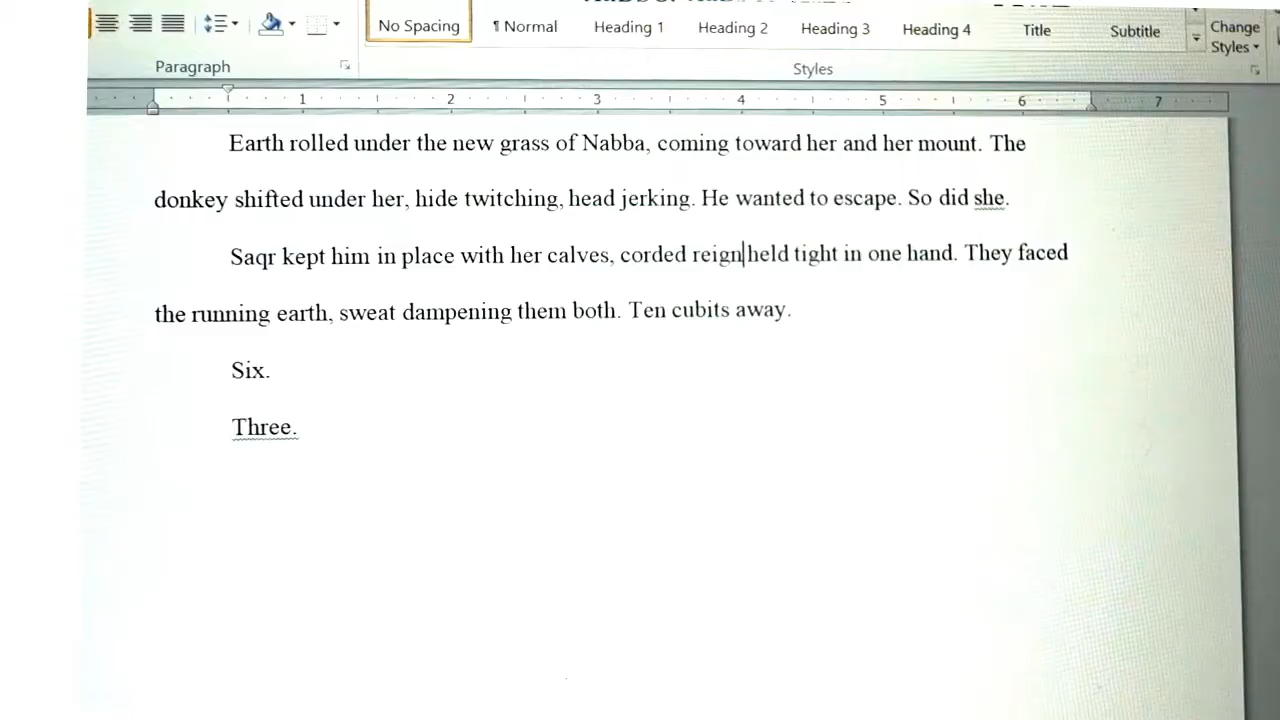 No Spacing
¶ Normal
Heading 1
Heading 2
Heading 3
Heading 4
Title
Subtitle
Change
Styles
Paragraph
Styles
1 2 3 4 5 6 7
Earth rolled under the new grass of Nabba, coming toward her and her mount. The
donkey shifted under her, hide twitching, head jerking. He wanted to escape. So did she.
Saqr kept him in place with her calves, corded reign held tight in one hand. They faced
the running earth, sweat dampening them both. Ten cubits away.
Six.
Three.